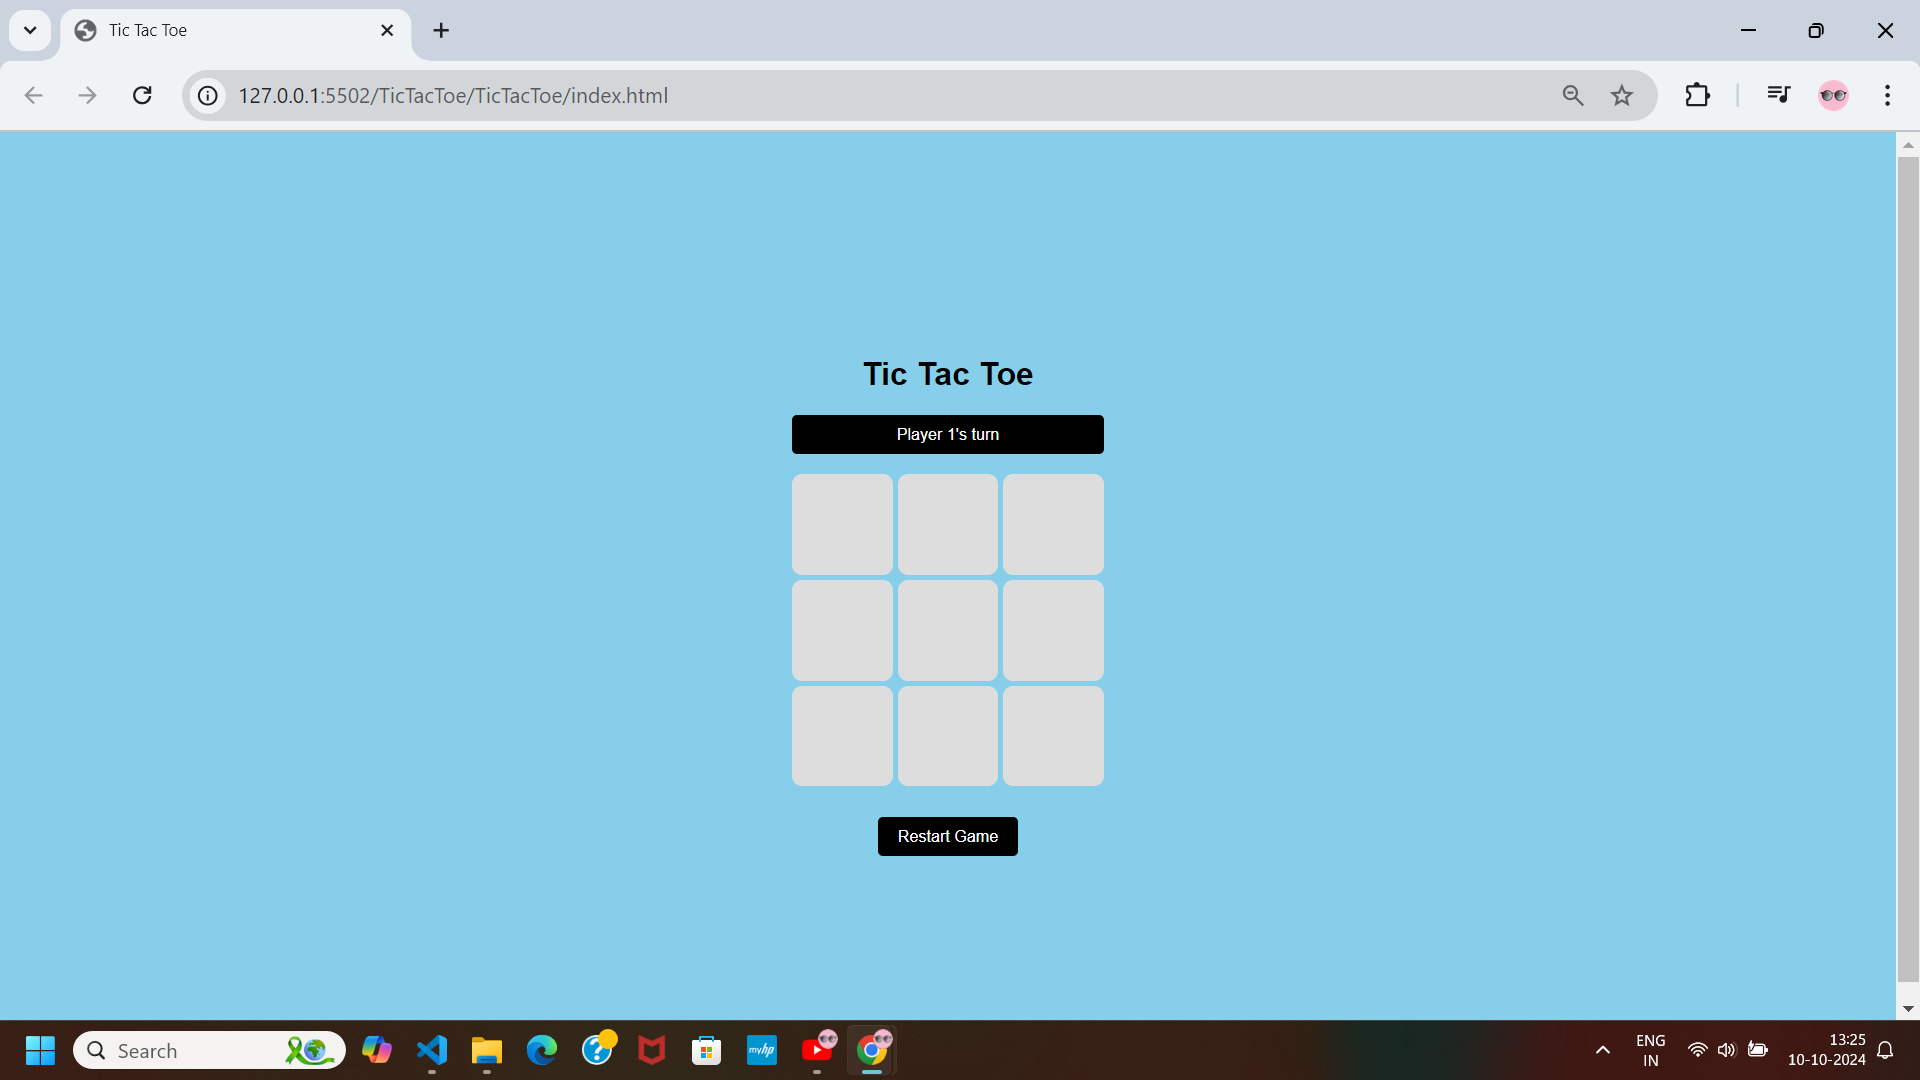 Tic Tac Toe
127.0.0.1:5502/TicTacToe/TicTacToe/index.html
Tic Tac Toe
Player 1's turn
Restart Game
Search
myhp
ENG
IN
13:25
10-10-2024